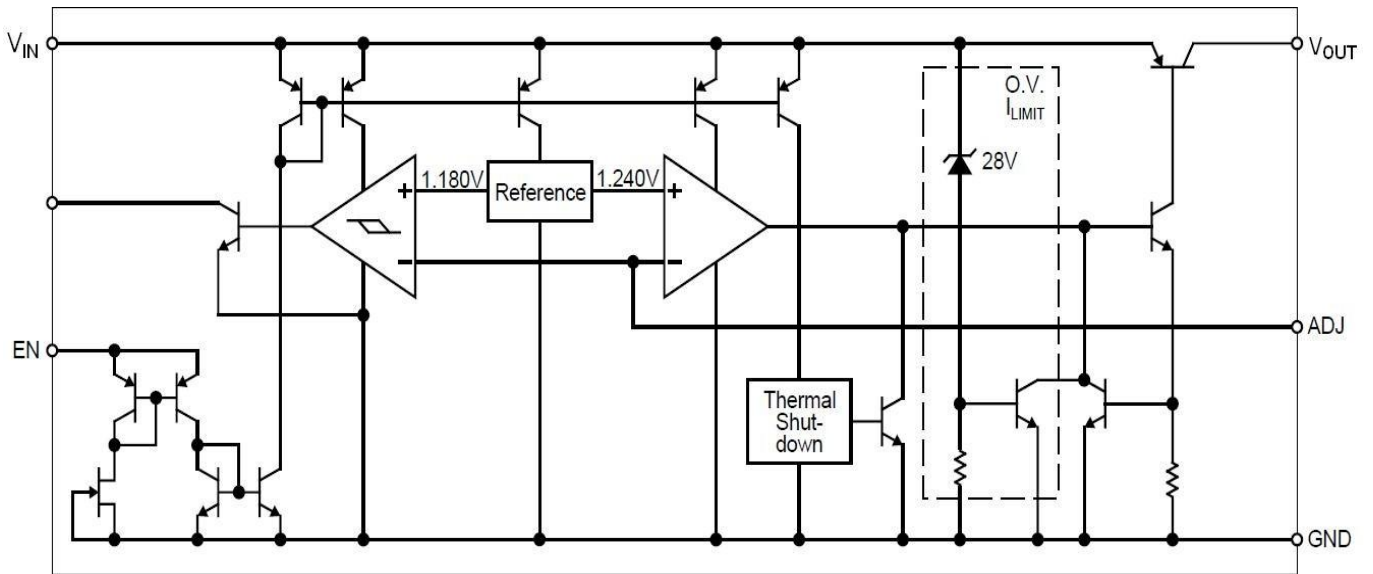 VIN
VOUT
O.V.
ILIMIT
28V
1.180V
Reference
1.240V
+
+
−
−
ADJ
EN
Thermal
Shut-
down
GND